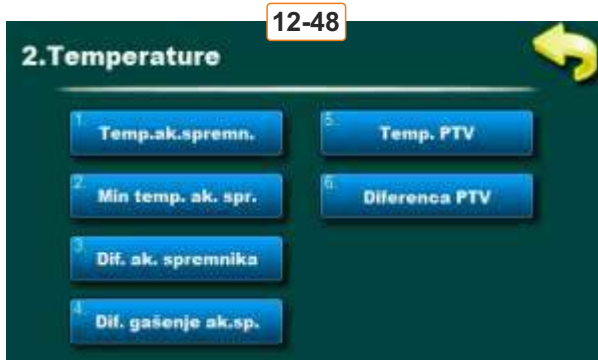 12-48
2.Temperature
1. Temp.ak.spremn.
2. Min temp. ak. spr.
3. Dif. ak. spremnika
4. Dif. gašenje ak.sp.
5. Temp. PTV
6. Diferenca PTV